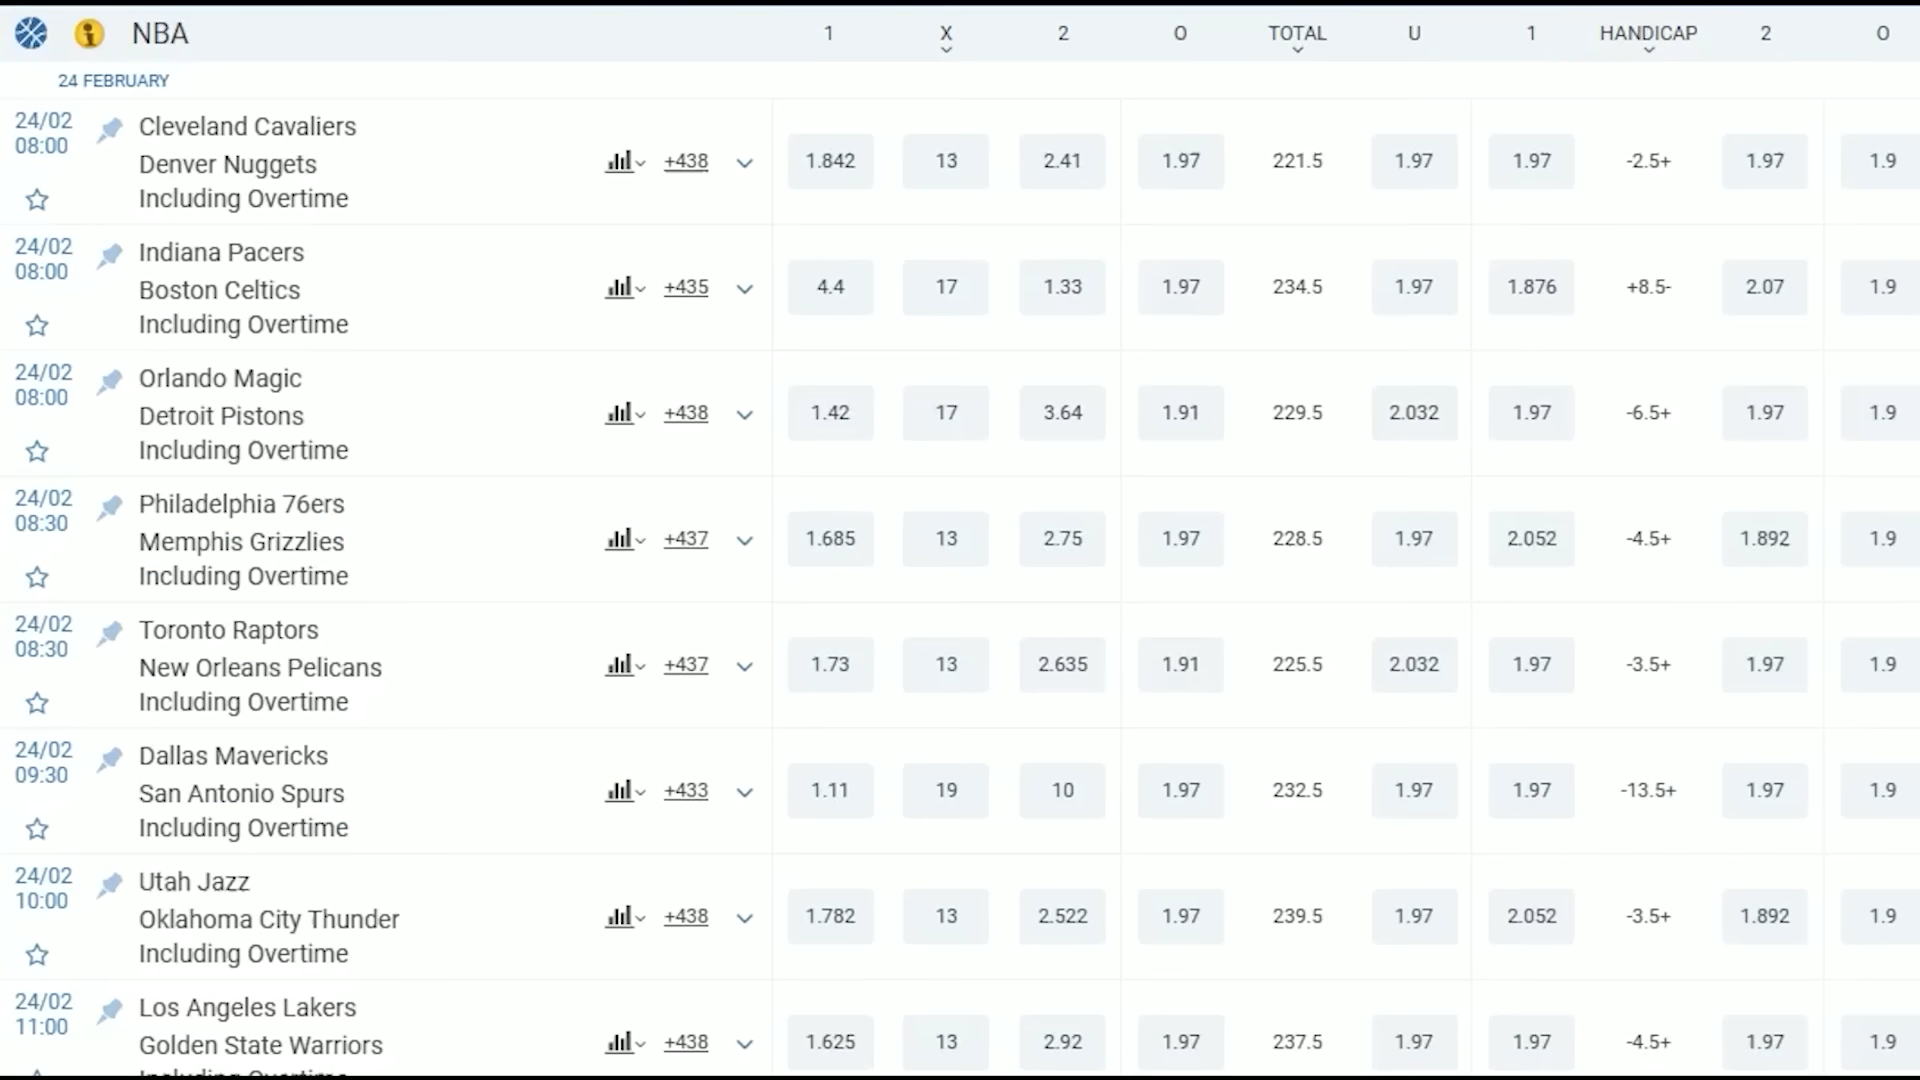 NBA 1 X 2 O TOTAL U 1 HANDICAP 2 O
24 FEBRUARY
24/02 Cleveland Cavaliers
08:00 Denver Nuggets +438 1.842 13 2.41 1.97 221.5 1.97 1.97 -2.5+ 1.97 1.9
Including Overtime
24/02 Indiana Pacers
08:00 Boston Celtics +435 4.4 17 1.33 1.97 234.5 1.97 1.876 +8.5- 2.07 1.9
Including Overtime
24/02 Orlando Magic
08:00 Detroit Pistons +438 1.42 17 3.64 1.91 229.5 2.032 1.97 -6.5+ 1.97 1.9
Including Overtime
24/02 Philadelphia 76ers
08:30 Memphis Grizzlies +437 1.685 13 2.75 1.97 228.5 1.97 2.052 -4.5+ 1.892 1.9
Including Overtime
24/02 Toronto Raptors
08:30 New Orleans Pelicans +437 1.73 13 2.635 1.91 225.5 2.032 1.97 -3.5+ 1.97 1.9
Including Overtime
24/02 Dallas Mavericks
09:30 San Antonio Spurs +433 1.11 19 10 1.97 232.5 1.97 1.97 -13.5+ 1.97 1.9
Including Overtime
24/02 Utah Jazz
10:00 Oklahoma City Thunder +438 1.782 13 2.522 1.97 239.5 1.97 2.052 -3.5+ 1.892 1.9
Including Overtime
24/02 Los Angeles Lakers
11:00 Golden State Warriors +438 1.625 13 2.92 1.97 237.5 1.97 1.97 -4.5+ 1.97 1.9
Including Overtime